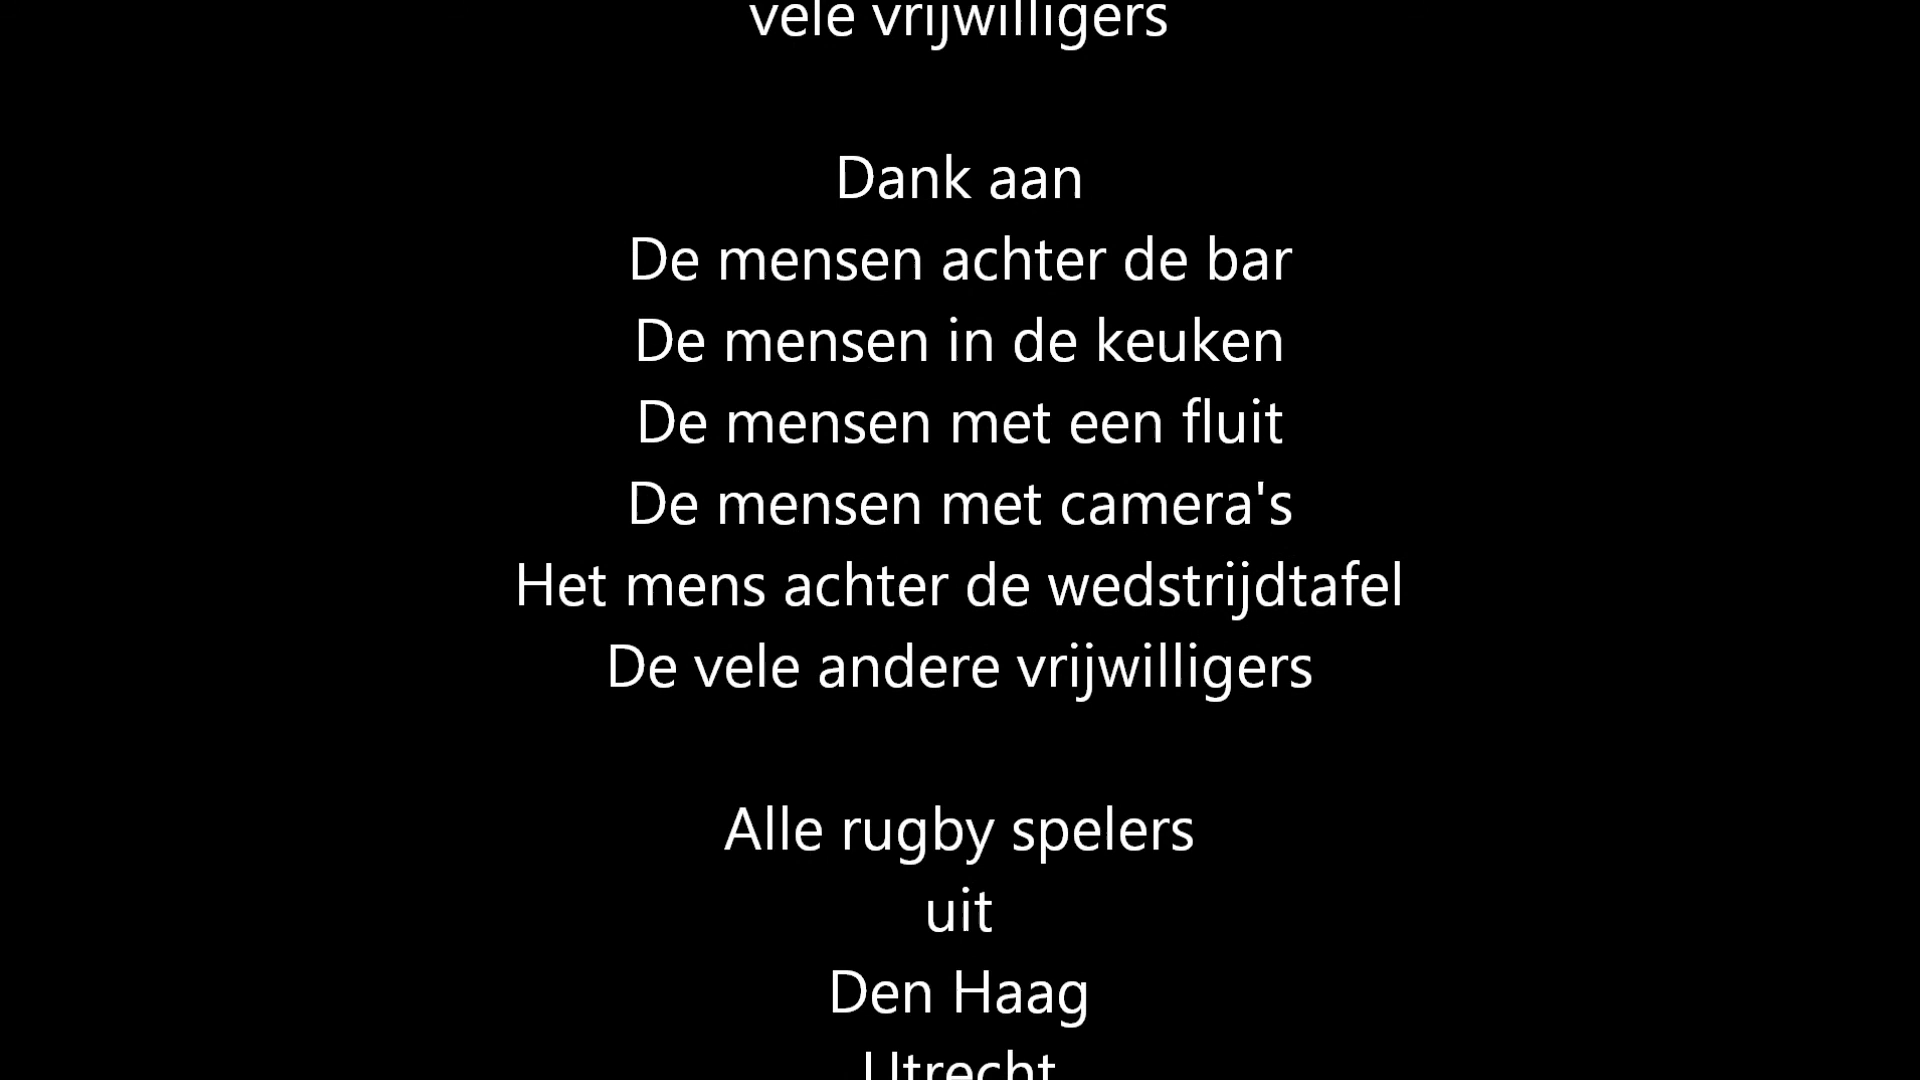 vele vrijwilligers
Dank aan
De mensen achter de bar
De mensen in de keuken
De mensen met een fluit
De mensen met camera's
Het mens achter de wedstrijdtafel
De vele andere vrijwilligers
Alle rugby spelers
uit
Den Haag
Utrecht